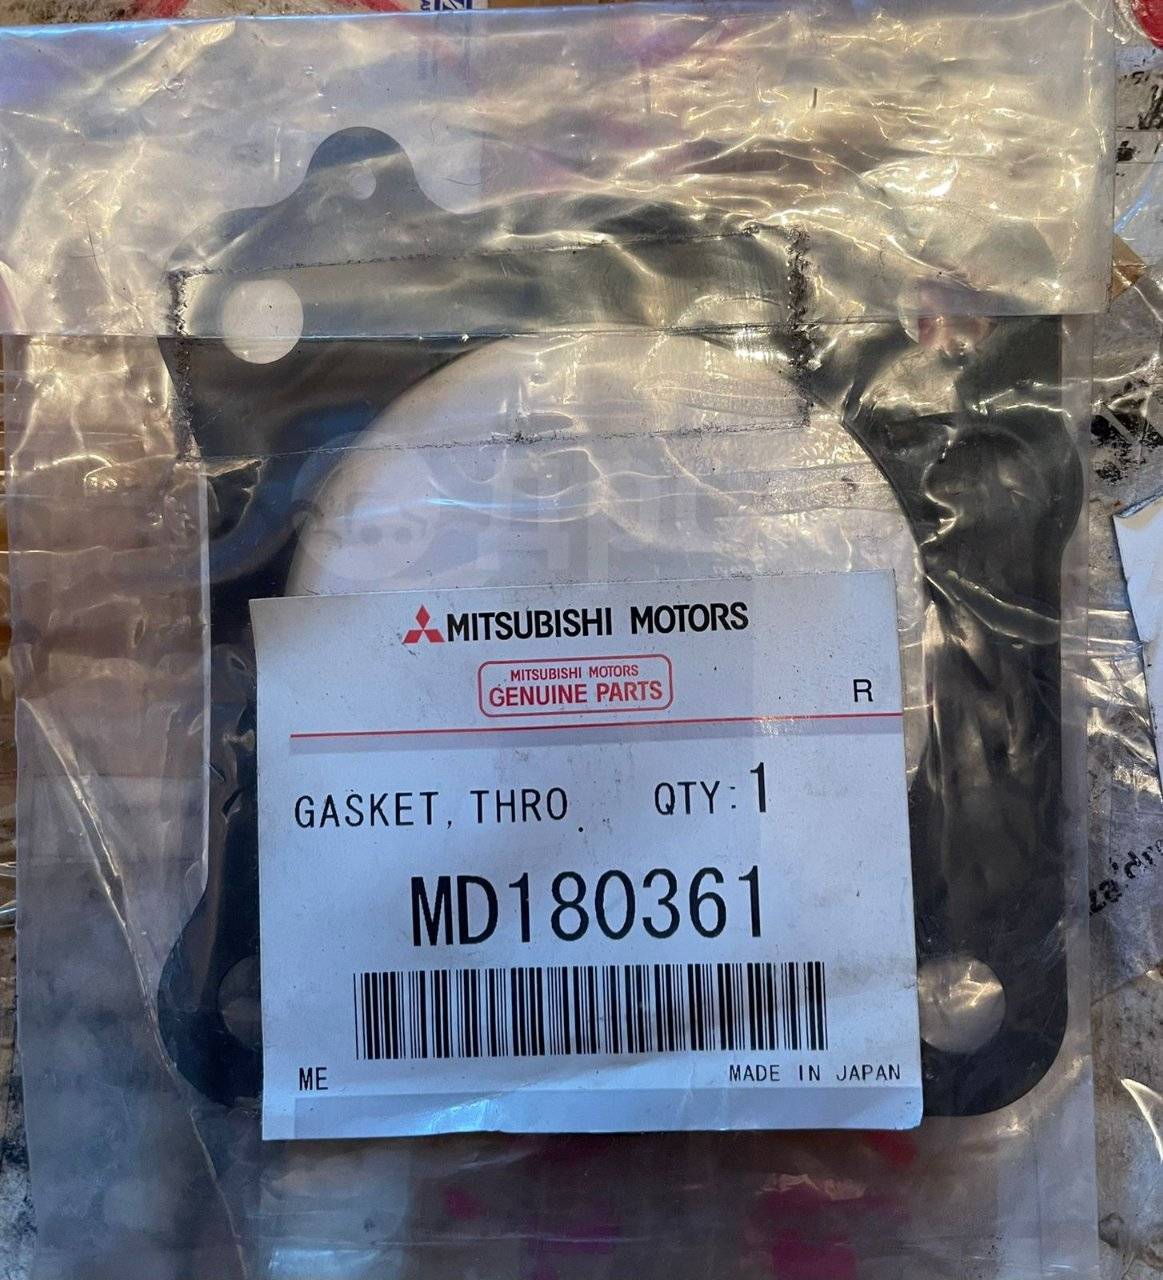 MITSUBISHI MOTORS
MITSUBISHI MOTORS
GENUINE PARTS
R
GASKET, THRO. QTY:1
MD180361
ME MADE IN JAPAN